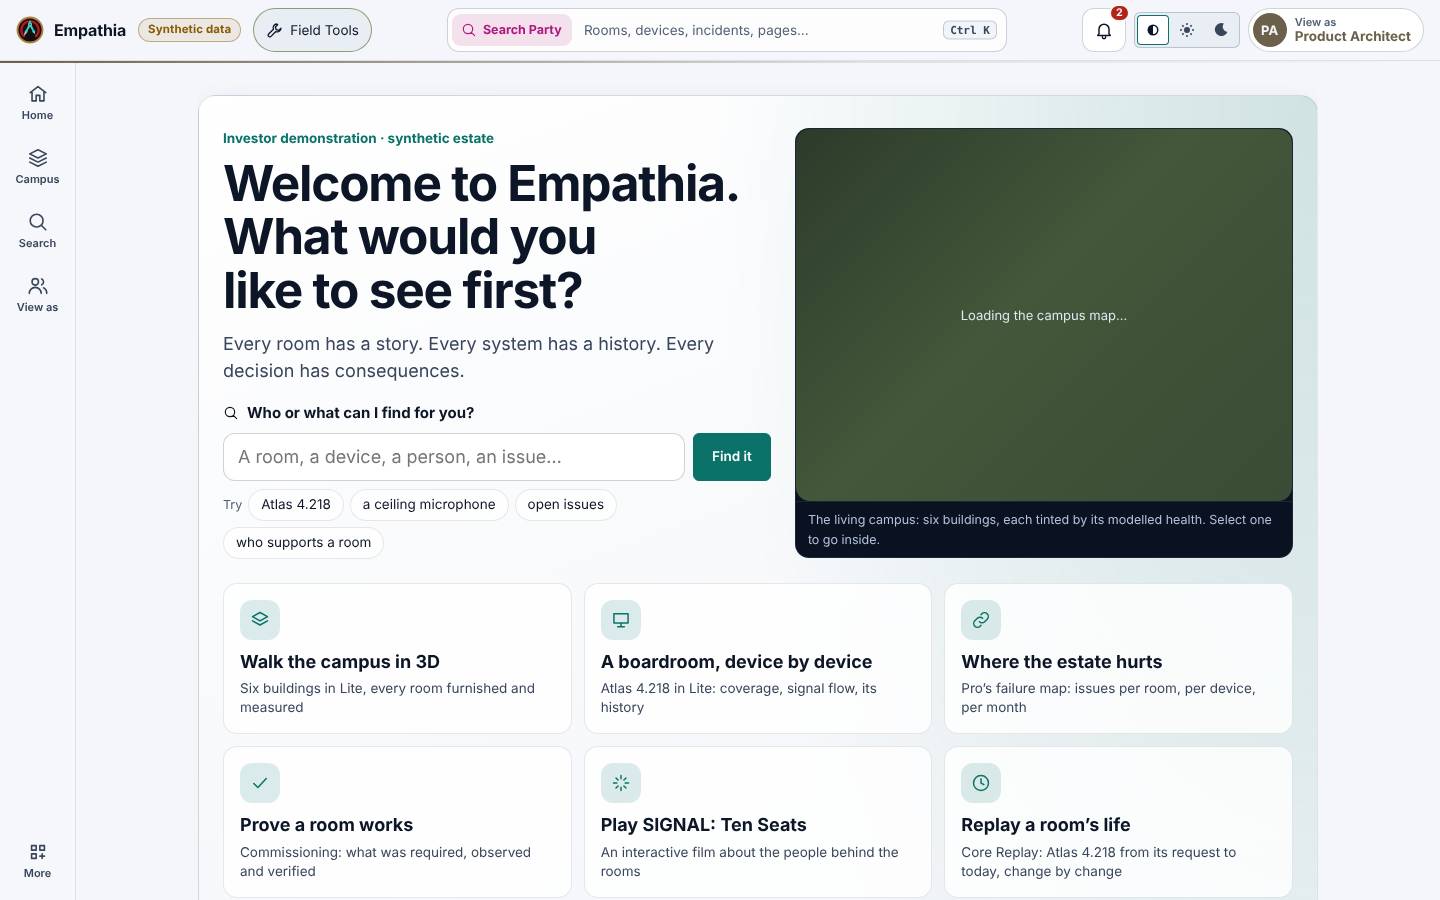 Empathia
Synthetic data
Field Tools
Search Party
Rooms, devices, incidents, pages...
Ctrl K
2
PA
View as
Product Architect
Home
Campus
Search
View as
More
Investor demonstration · synthetic estate
Welcome to Empathia.
What would you
like to see first?
Every room has a story. Every system has a history. Every
decision has consequences.
Who or what can I find for you?
A room, a device, a person, an issue...
Find it
Try
Atlas 4.218
a ceiling microphone
open issues
who supports a room
Loading the campus map...
The living campus: six buildings, each tinted by its modelled health. Select one
to go inside.
Walk the campus in 3D
Six buildings in Lite, every room furnished and
measured
A boardroom, device by device
Atlas 4.218 in Lite: coverage, signal flow, its
history
Where the estate hurts
Pro’s failure map: issues per room, per device,
per month
Prove a room works
Commissioning: what was required, observed
and verified
Play SIGNAL: Ten Seats
An interactive film about the people behind the
rooms
Replay a room’s life
Core Replay: Atlas 4.218 from its request to
today, change by change